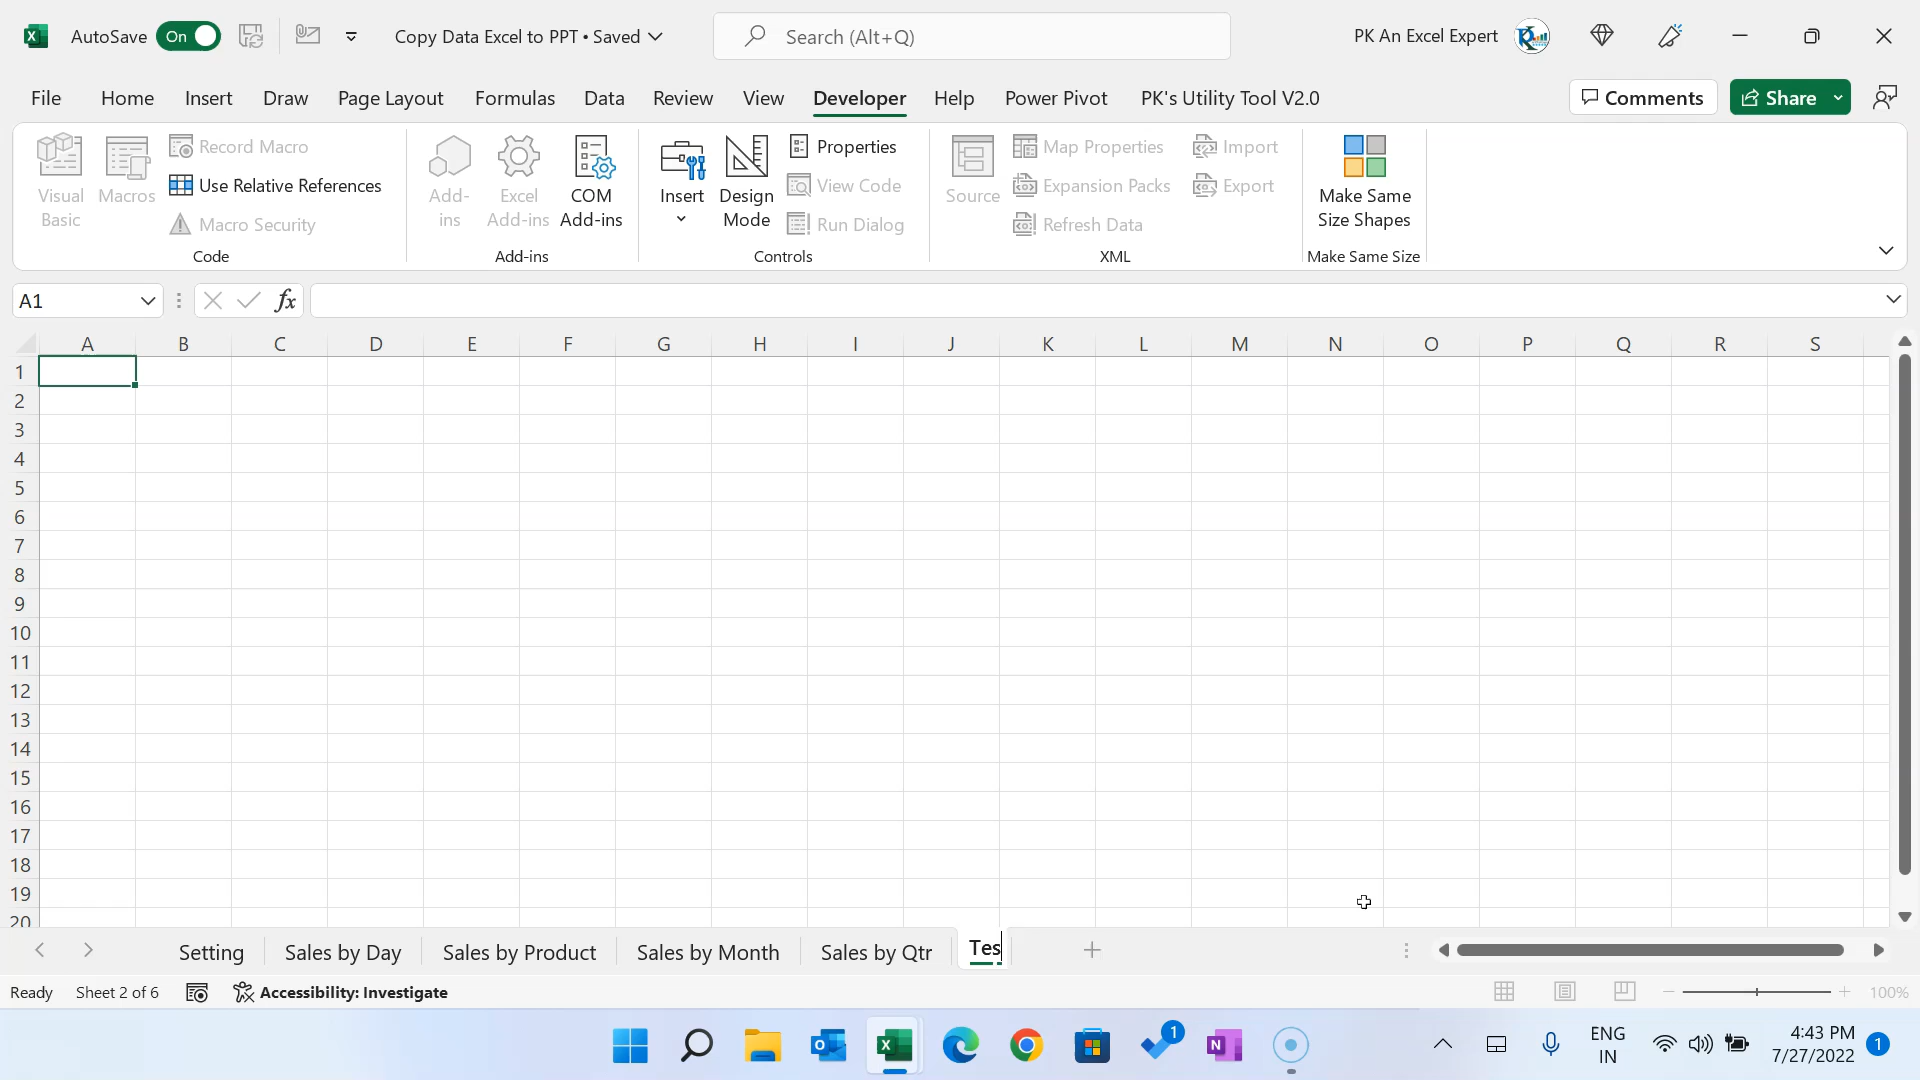 AutoSave On Copy Data Excel to PPT • Saved Search (Alt+Q) PK An Excel Expert
File Home Insert Draw Page Layout Formulas Data Review View Developer Help Power Pivot PK's Utility Tool V2.0 Comments Share
Visual Basic
Macros
Record Macro
Use Relative References
Macro Security
Code
Add-ins
Excel Add-ins
COM Add-ins
Add-ins
Insert
Design Mode
Properties
View Code
Run Dialog
Controls
Source
Map Properties
Expansion Packs
Refresh Data
Import
Export
XML
Make Same Size Shapes
Make Same Size
A1 fx
A B C D E F G H I J K L M N O P Q R S
1
2
3
4
5
6
7
8
9
10
11
12
13
14
15
16
17
18
19
20
Setting Sales by Day Sales by Product Sales by Month Sales by Qtr Tes
Ready Sheet 2 of 6 Accessibility: Investigate 100%
1 ENG 4:43 PM 1
IN 7/27/2022